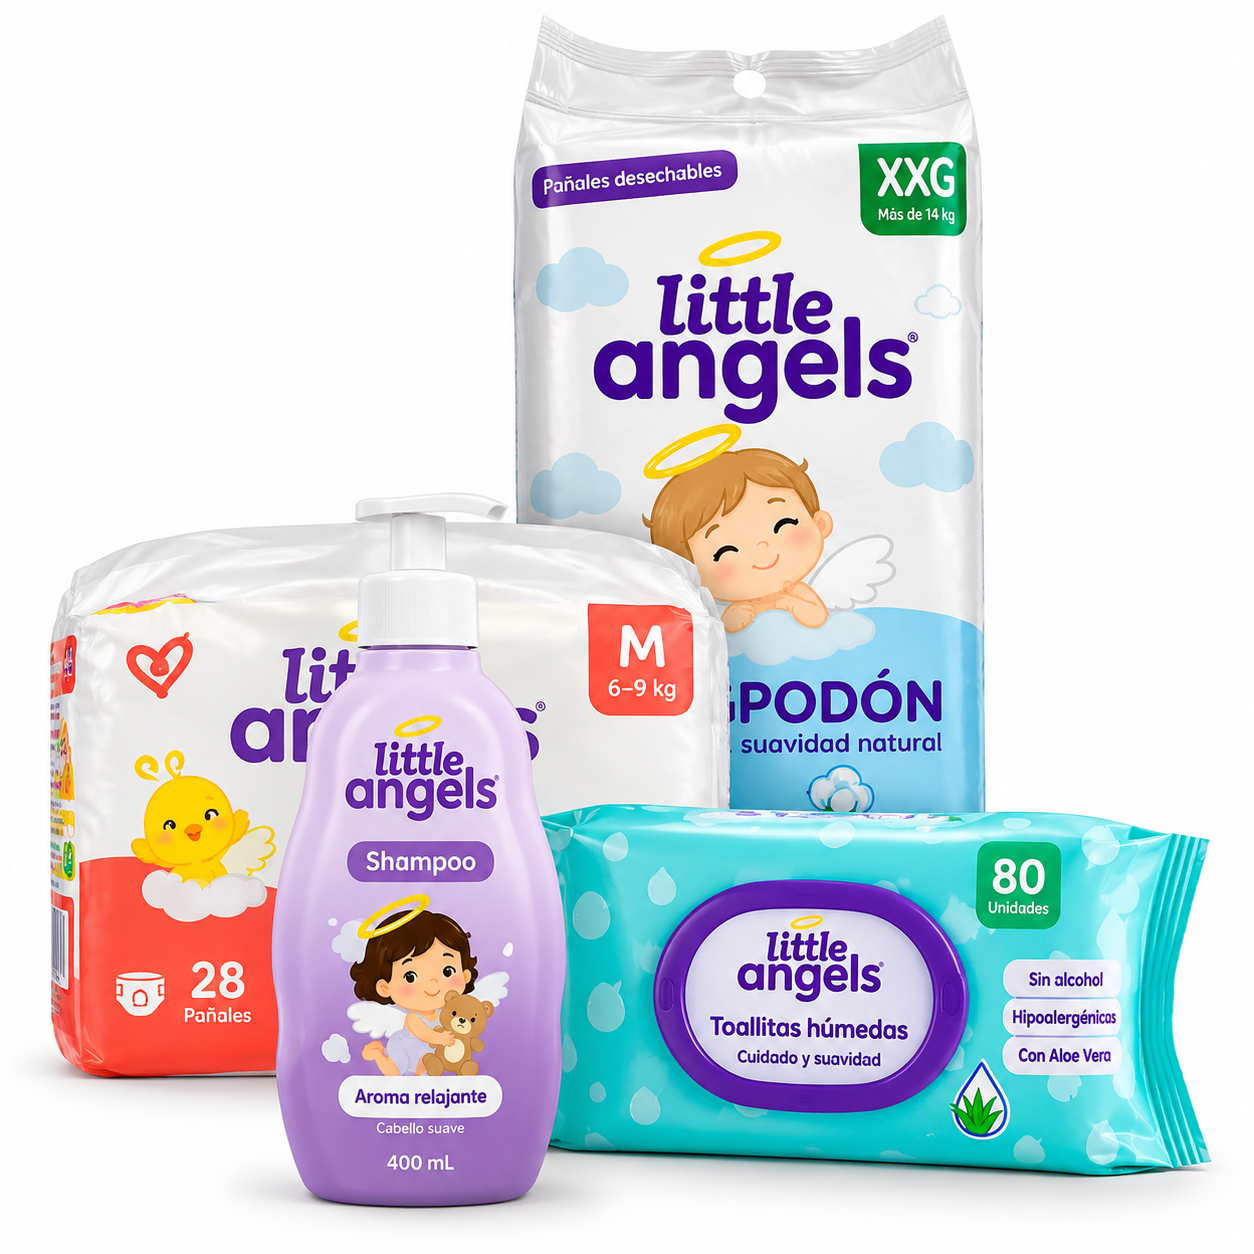 Pañales desechables
XXG
Más de 14 kg
little
angels®
suavidad natural
M
6–9 kg
28
Pañales
little
angels
Shampoo
Aroma relajante
Cabello suave
400 mL
80
Unidades
little
angels
Toallitas húmedas
Cuidado y suavidad
Sin alcohol
Hipoalergénicas
Con Aloe Vera